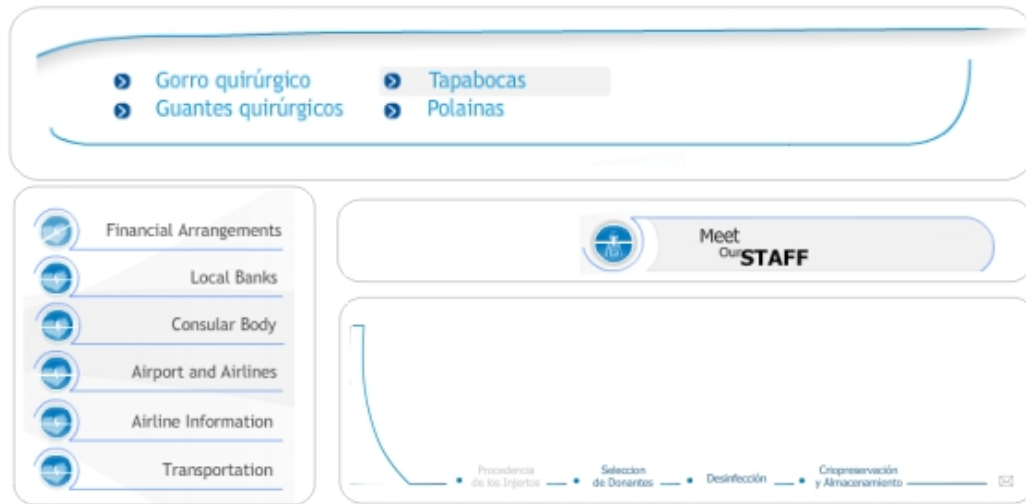 Gorro quirúrgico
Tapabocas
Guantes quirúrgicos
Polainas
Financial Arrangements
Local Banks
Consular Body
Airport and Airlines
Airline Information
Transportation
Meet
Our STAFF
Procedencia
de los Injertos
Seleccion
de Donantes
Desinfección
Criopreservación
y Almacenamiento